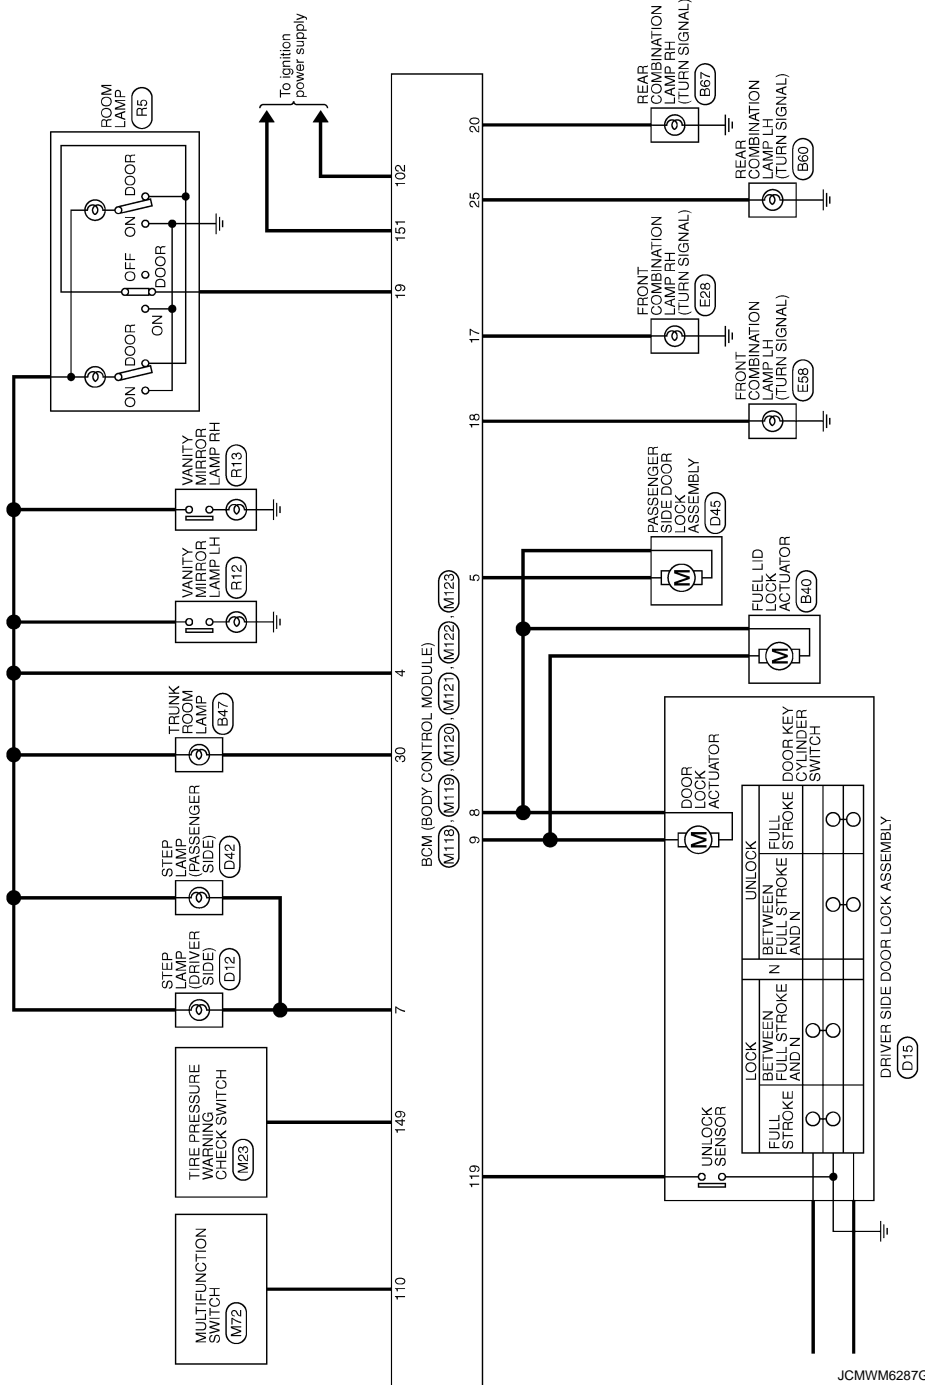 MULTIFUNCTION
SWITCH
M72
TIRE PRESSURE
WARNING
CHECK SWITCH
M23
STEP
LAMP
(DRIVER
SIDE)
D12
STEP
LAMP
(PASSENGER
SIDE)
D42
TRUNK
ROOM
LAMP
B47
VANITY
MIRROR
LAMP LH
R12
VANITY
MIRROR
LAMP RH
R13
ROOM
LAMP
R5
ON
DOOR
ON
DOOR
OFF
ON
DOOR
To ignition
power supply
110
149
7
30
4
19
151
102
BCM (BODY CONTROL MODULE)
M118 , M119 , M120 , M121 , M122 , M123
119
9
8
5
18
17
25
20
UNLOCK
SENSOR
DOOR
LOCK
ACTUATOR
LOCK
N
UNLOCK
FULL
STROKE
BETWEEN
FULL STROKE
AND N
BETWEEN
FULL STROKE
AND N
FULL
STROKE
DOOR KEY
CYLINDER
SWITCH
DRIVER SIDE DOOR LOCK ASSEMBLY
D15
M
M
M
FUEL LID
LOCK
ACTUATOR
B40
PASSENGER
SIDE DOOR
LOCK
ASSEMBLY
D45
FRONT
COMBINATION
LAMP LH
(TURN SIGNAL)
E58
FRONT
COMBINATION
LAMP RH
(TURN SIGNAL)
E28
REAR
COMBINATION
LAMP LH
(TURN SIGNAL)
B60
REAR
COMBINATION
LAMP RH
(TURN SIGNAL)
B67
JCMWM6287G